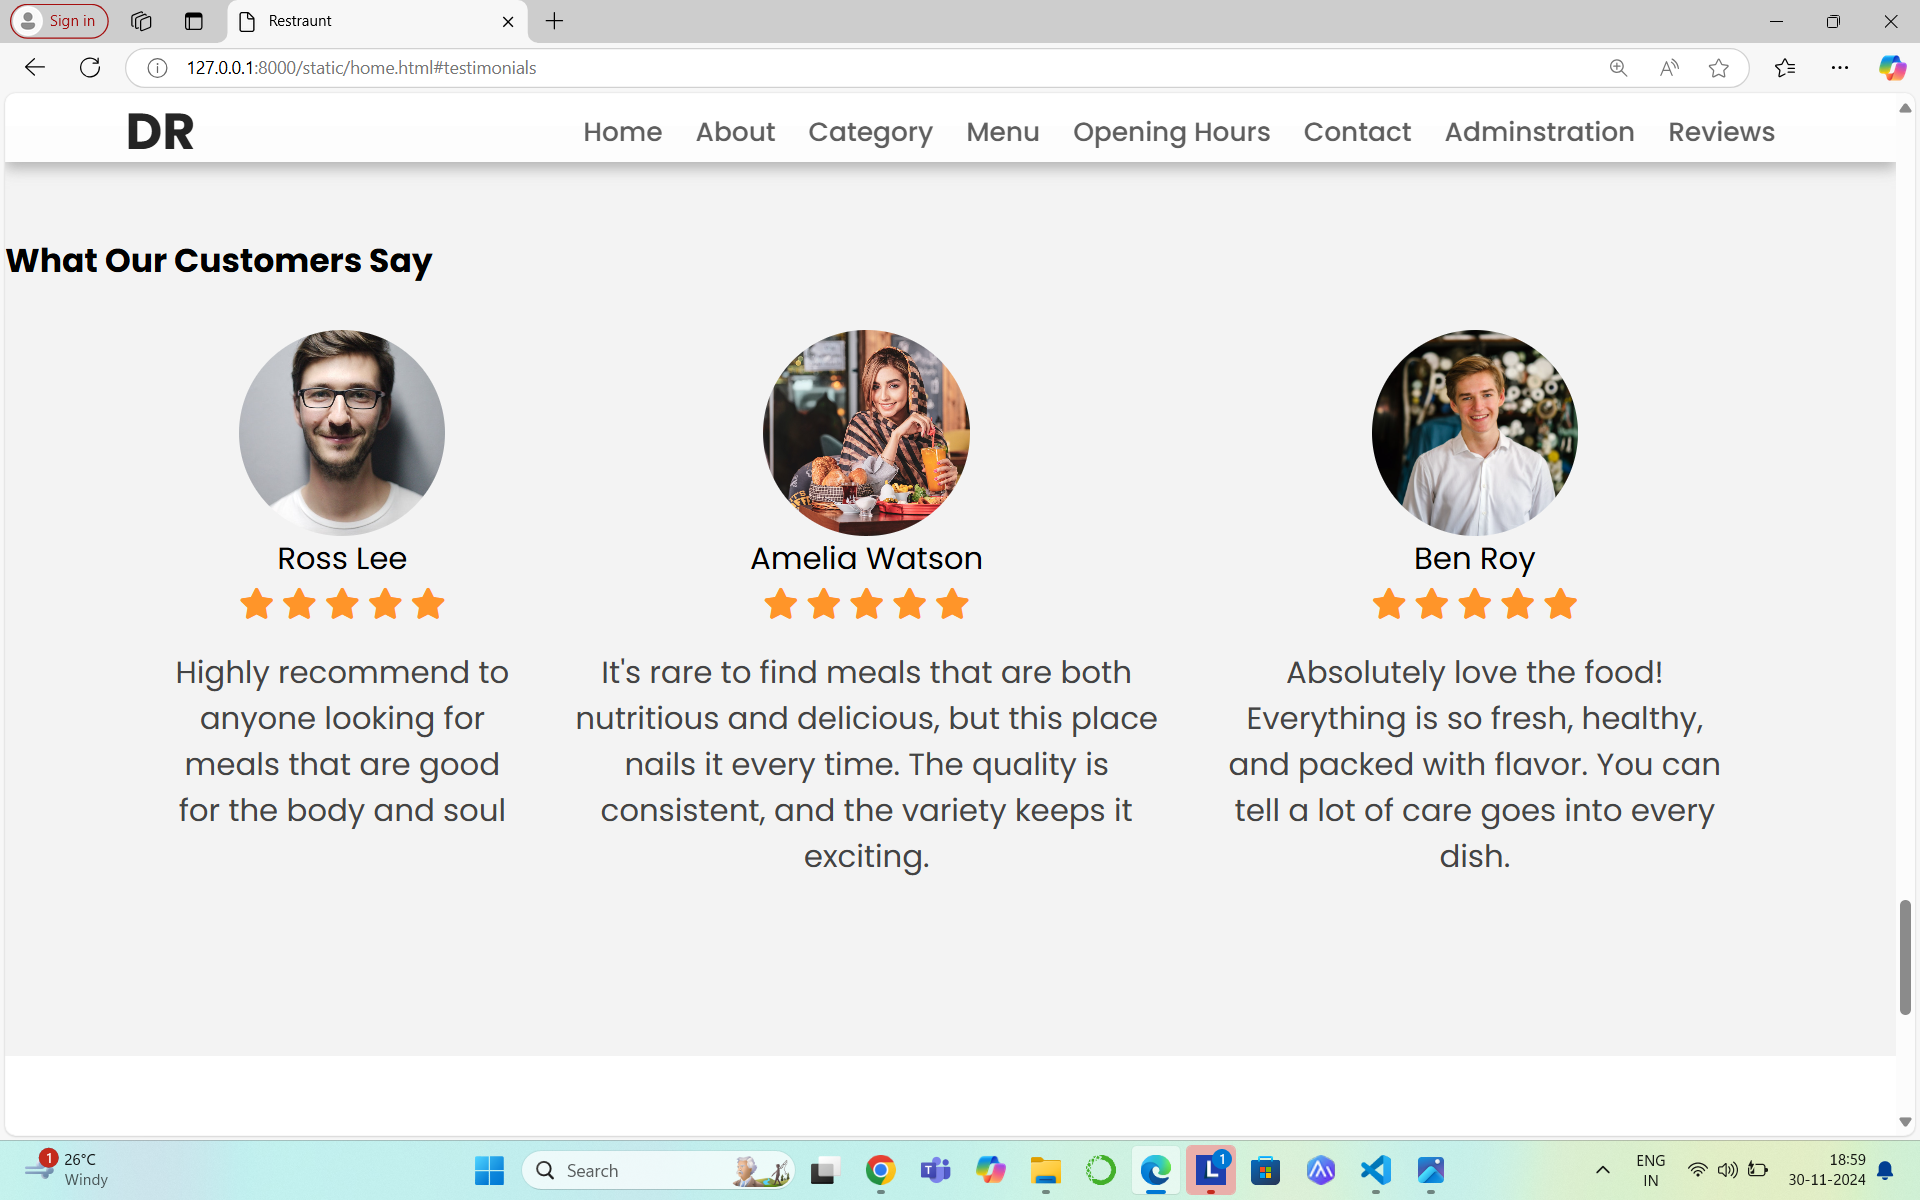 Sign in
Restraunt
127.0.0.1:8000/static/home.html#testimonials
DR
Home About Category Menu Opening Hours Contact Adminstration Reviews
What Our Customers Say
Ross Lee
Highly recommend to
anyone looking for
meals that are good
for the body and soul
Amelia Watson
It's rare to find meals that are both
nutritious and delicious, but this place
nails it every time. The quality is
consistent, and the variety keeps it
exciting.
Ben Roy
Absolutely love the food!
Everything is so fresh, healthy,
and packed with flavor. You can
tell a lot of care goes into every
dish.
1
26°C
Windy
Search
L
1
ENG
IN
18:59
30-11-2024